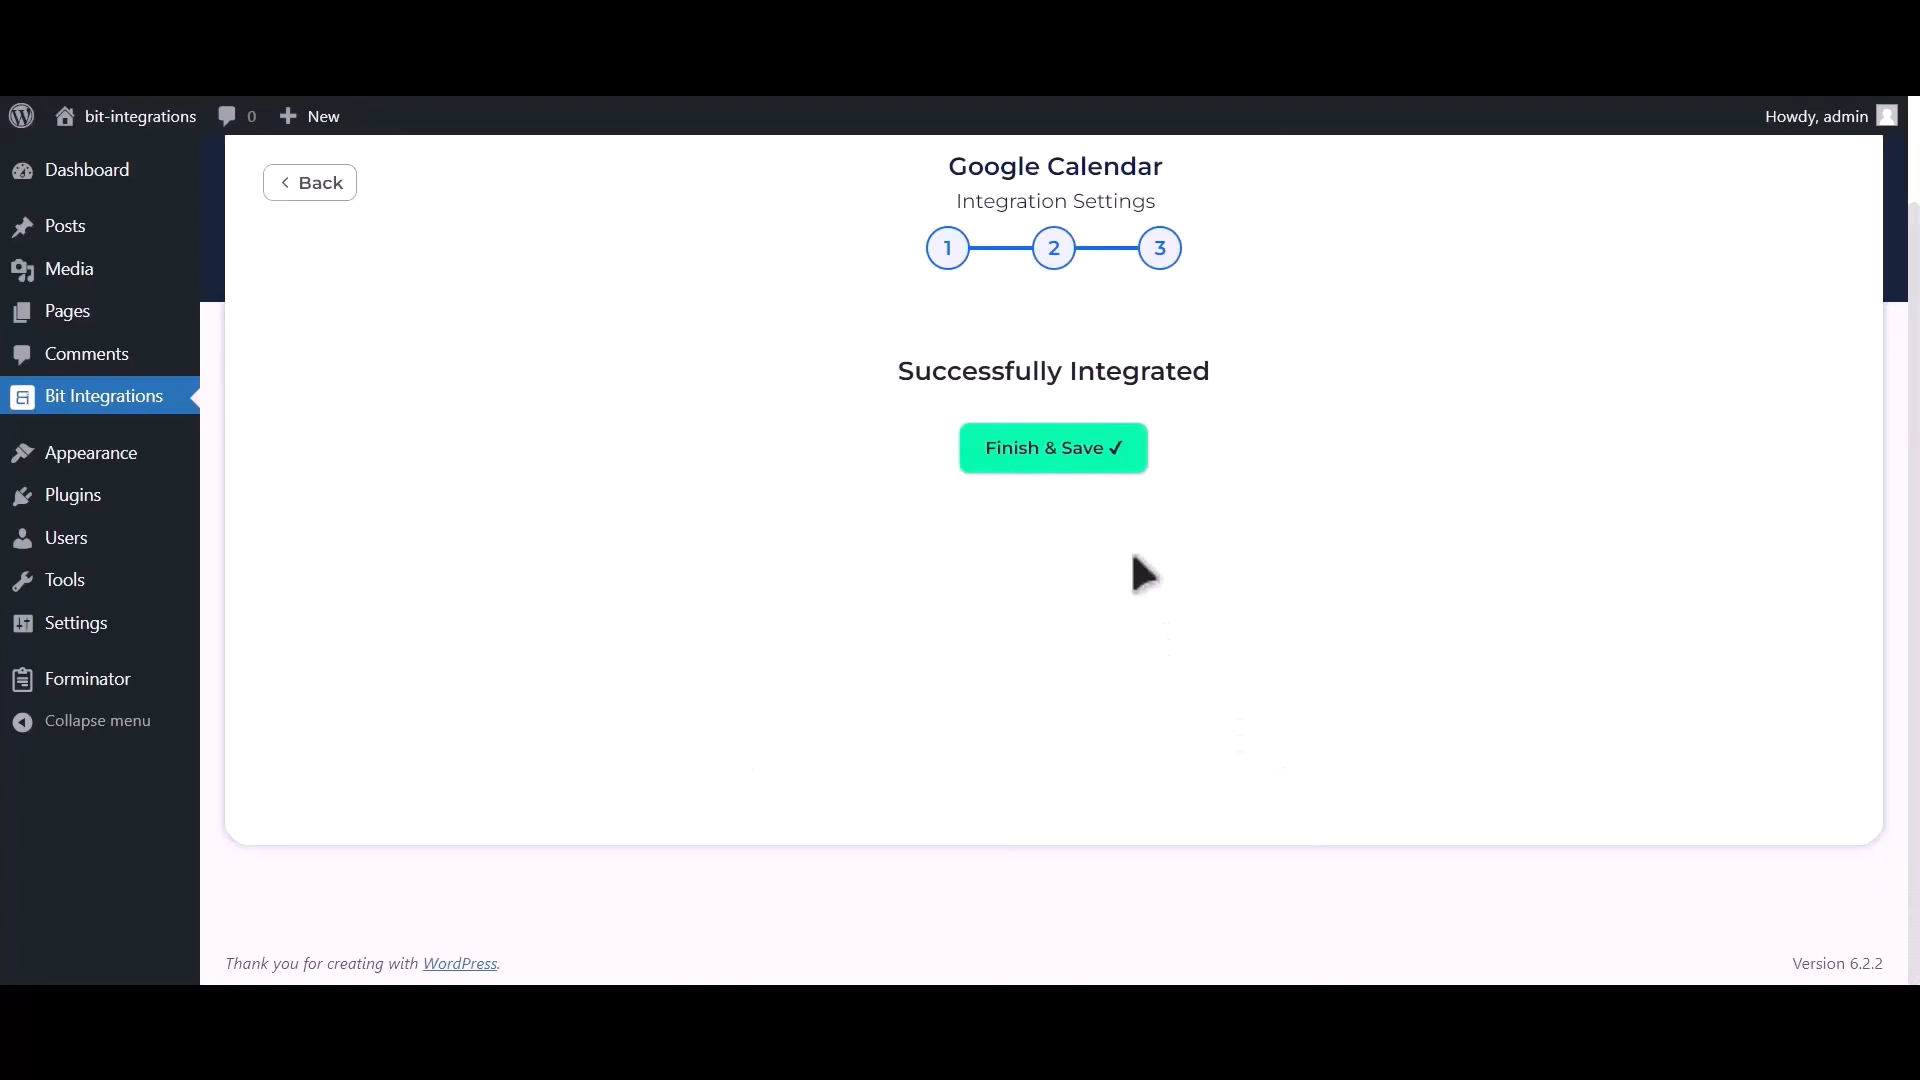 bit-integrations
0
New
Howdy, admin
Dashboard
Posts
Media
Pages
Comments
Bit Integrations
Appearance
Plugins
Users
Tools
Settings
Forminator
Collapse menu
Back
Google Calendar
Integration Settings
1 2 3
Successfully Integrated
Finish & Save ✓
Thank you for creating with WordPress.
Version 6.2.2